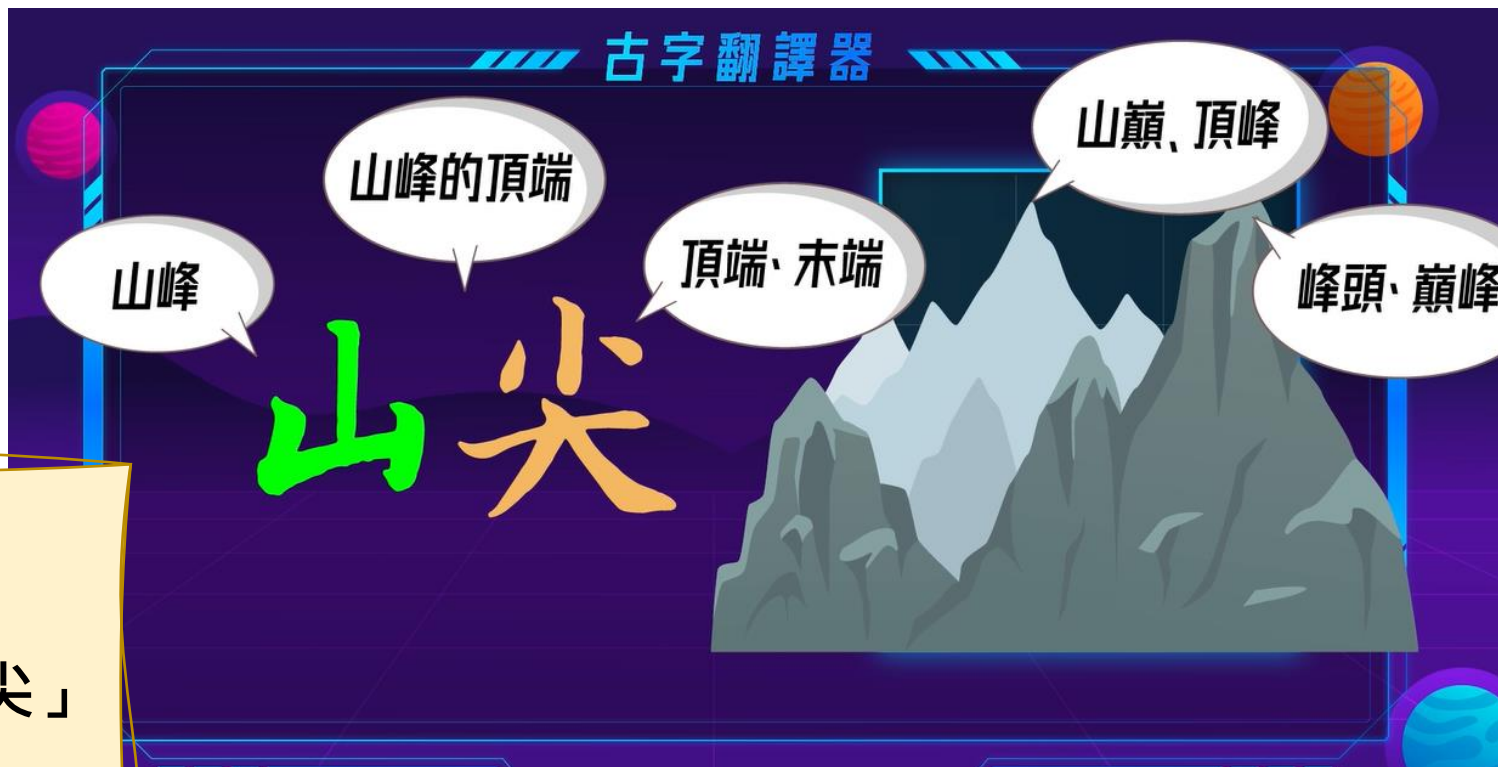 古字翻譯器
山巔、頂峰
山峰的頂端
頂端、末端
山峰
峰頭、巔峰
山尖
尖」